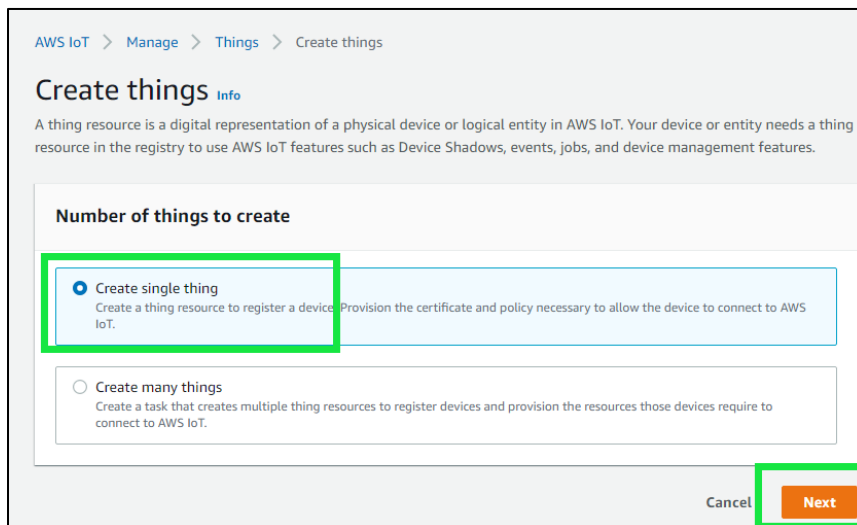 AWS IoT > Manage > Things > Create things
Create things Info
A thing resource is a digital representation of a physical device or logical entity in AWS IoT. Your device or entity needs a thing
resource in the registry to use AWS IoT features such as Device Shadows, events, jobs, and device management features.
Number of things to create
Create single thing
Create a thing resource to register a device. Provision the certificate and policy necessary to allow the device to connect to AWS
IoT.
Create many things
Create a task that creates multiple thing resources to register devices and provision the resources those devices require to
connect to AWS IoT.
Cancel Next